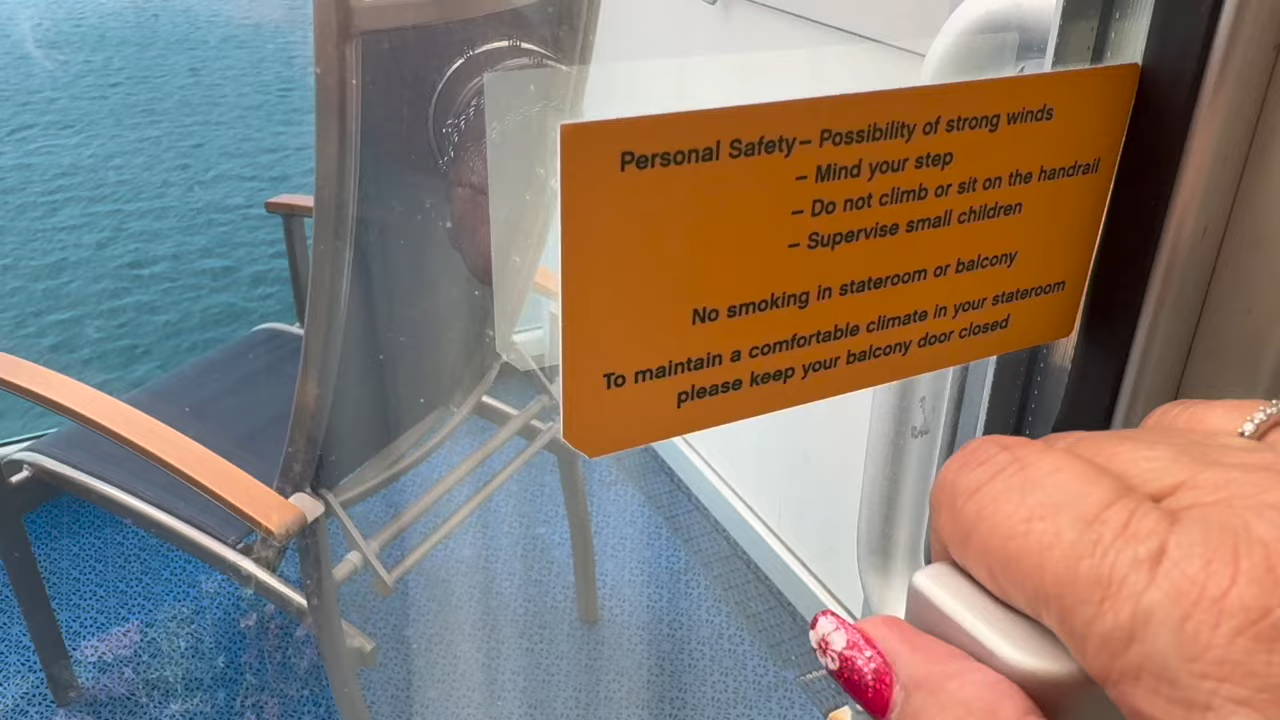 Personal Safety – Possibility of strong winds
– Mind your step
– Do not climb or sit on the handrail
– Supervise small children
No smoking in stateroom or balcony
To maintain a comfortable climate in your stateroom
please keep your balcony door closed